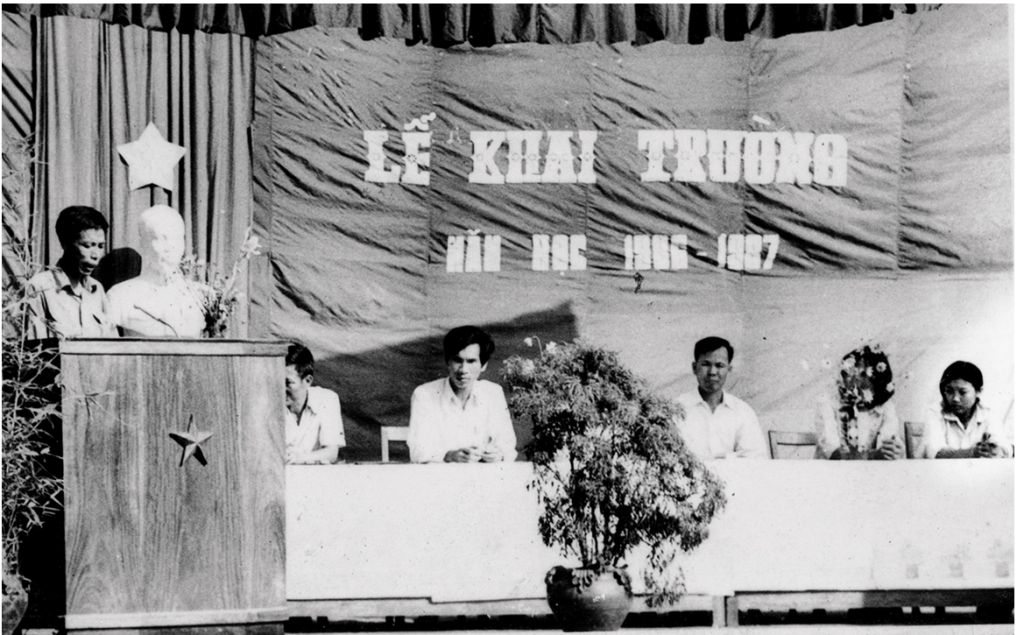 LỄ KHAI TRƯỜNG
NĂM HỌC 1986-1987